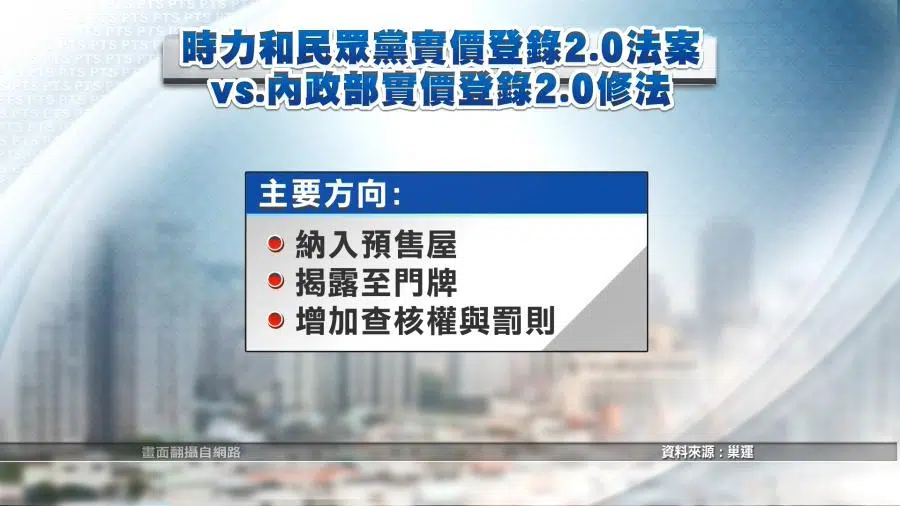 時力和民眾黨實價登錄2.0法案
vs.內政部實價登錄2.0修法
主要方向:
納入預售屋
揭露至門牌
增加查核權與罰則
畫面翻攝自網路
資料來源:巢運